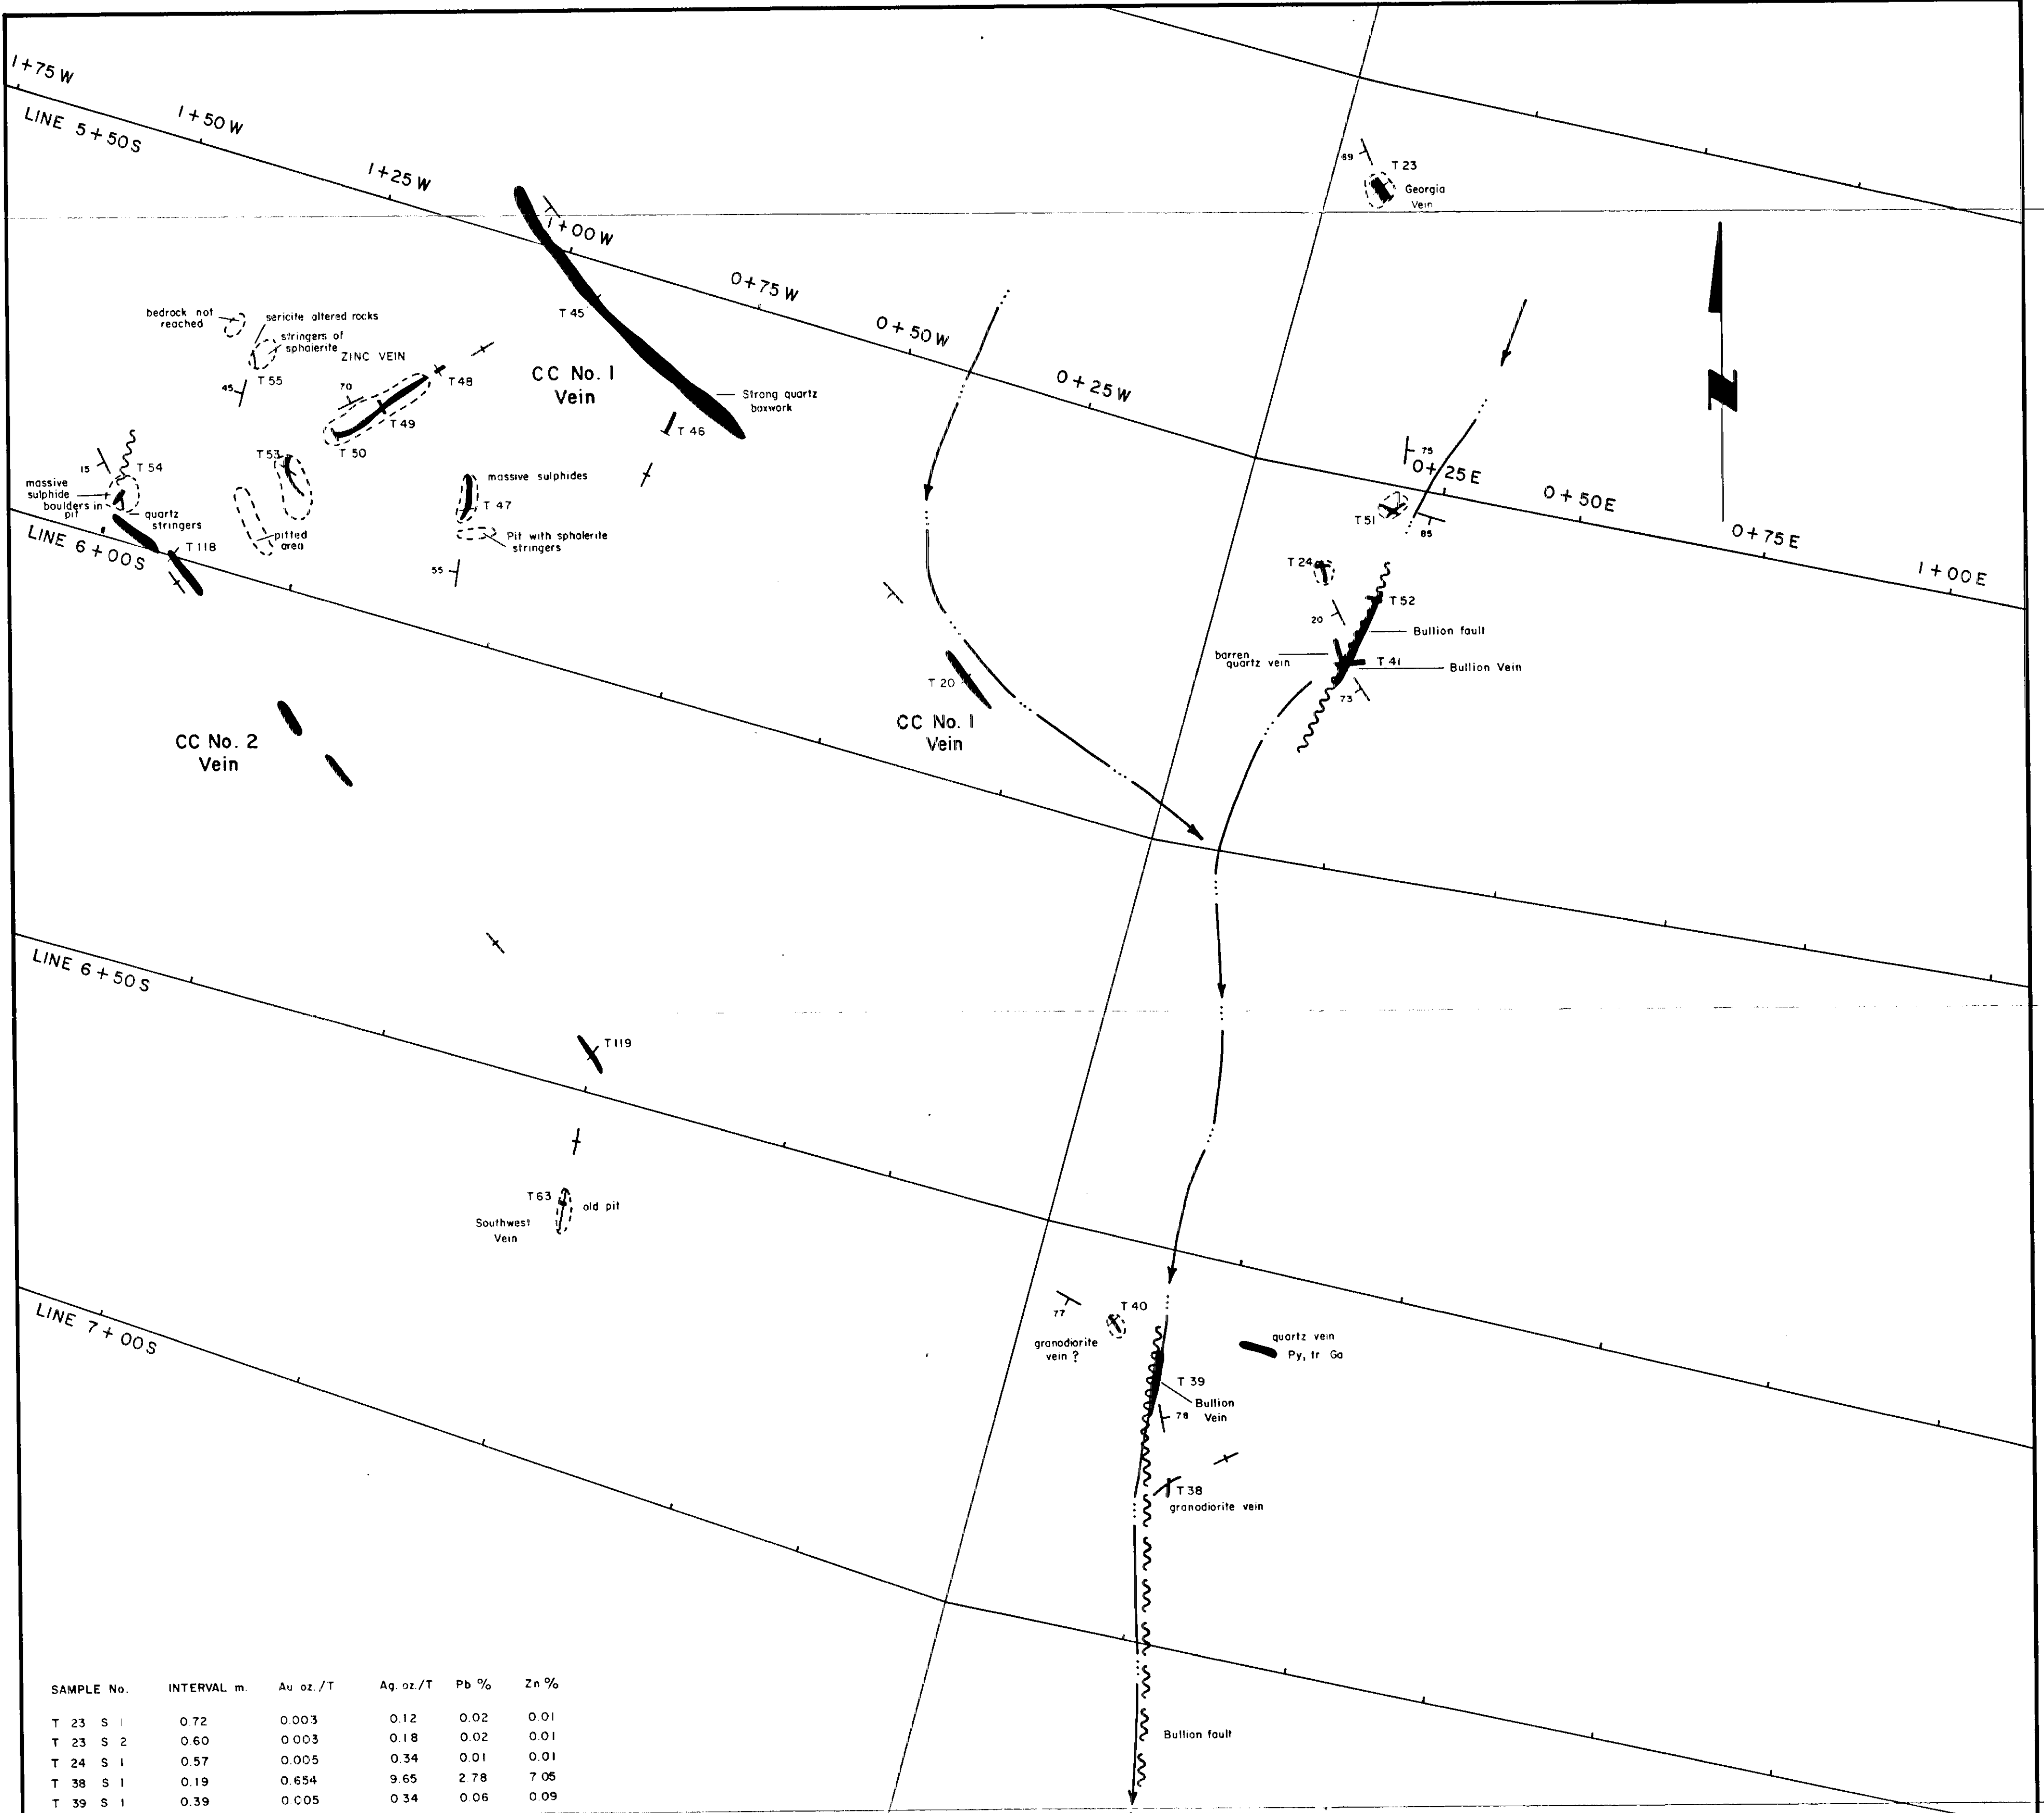 1+75 W
LINE 5+50 S
1+50 W
1+25 W
1+00 W
0+75 W
0+50 W
0+25 W
0+25 E
0+50 E
0+75 E
1+00 E
69
T 23
Georgia
Vein
N
bedrock not
reached
sericite altered rocks
stringers of
sphalerite
ZINC VEIN
T 55
45
70
T 48
T 49
T 50
T 45
CC No. 1
Vein
Strong quartz
boxwork
T 46
T 53
15
T 54
massive
sulphide
boulders in
pit
quartz
stringers
T 118
LINE 6+00 S
pitted
area
massive sulphides
T 47
Pit with sphalerite
stringers
55
75
T 51
85
T 24
T 52
20
Bullion fault
barren
quartz vein
T 41
Bullion Vein
73
T 20
CC No. 1
Vein
CC No. 2
Vein
LINE 6+50 S
T 119
T 63
old pit
Southwest
Vein
LINE 7+00 S
77
T 40
granodiorite
vein ?
quartz vein
Py, tr Ga
T 39
Bullion
Vein
78
T 38
granodiorite vein
Bullion fault
SAMPLE No. INTERVAL m. Au oz./T Ag. oz./T Pb % Zn %
T 23 S 1 0.72 0.003 0.12 0.02 0.01
T 23 S 2 0.60 0.003 0.18 0.02 0.01
T 24 S 1 0.57 0.005 0.34 0.01 0.01
T 38 S 1 0.19 0.654 9.65 2.78 7.05
T 39 S 1 0.39 0.005 0.34 0.06 0.09